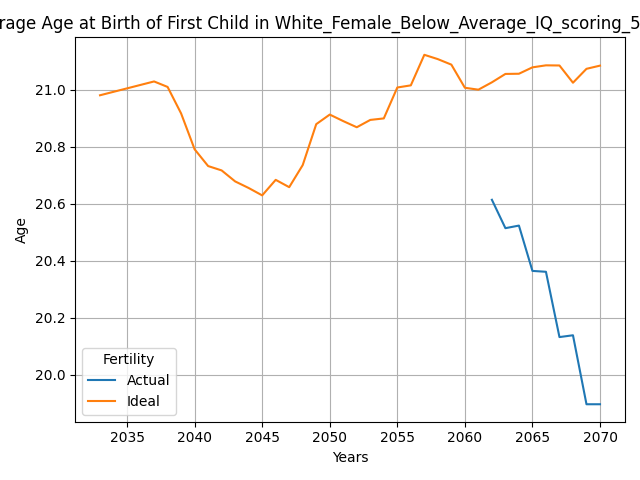 rage Age at Birth of First Child in White_Female_Below_Average_IQ_scoring_5
21.0
20.8
20.6
20.4
20.2
20.0
Age
Fertility
Actual
Ideal
2035 2040 2045 2050 2055 2060 2065 2070
Years